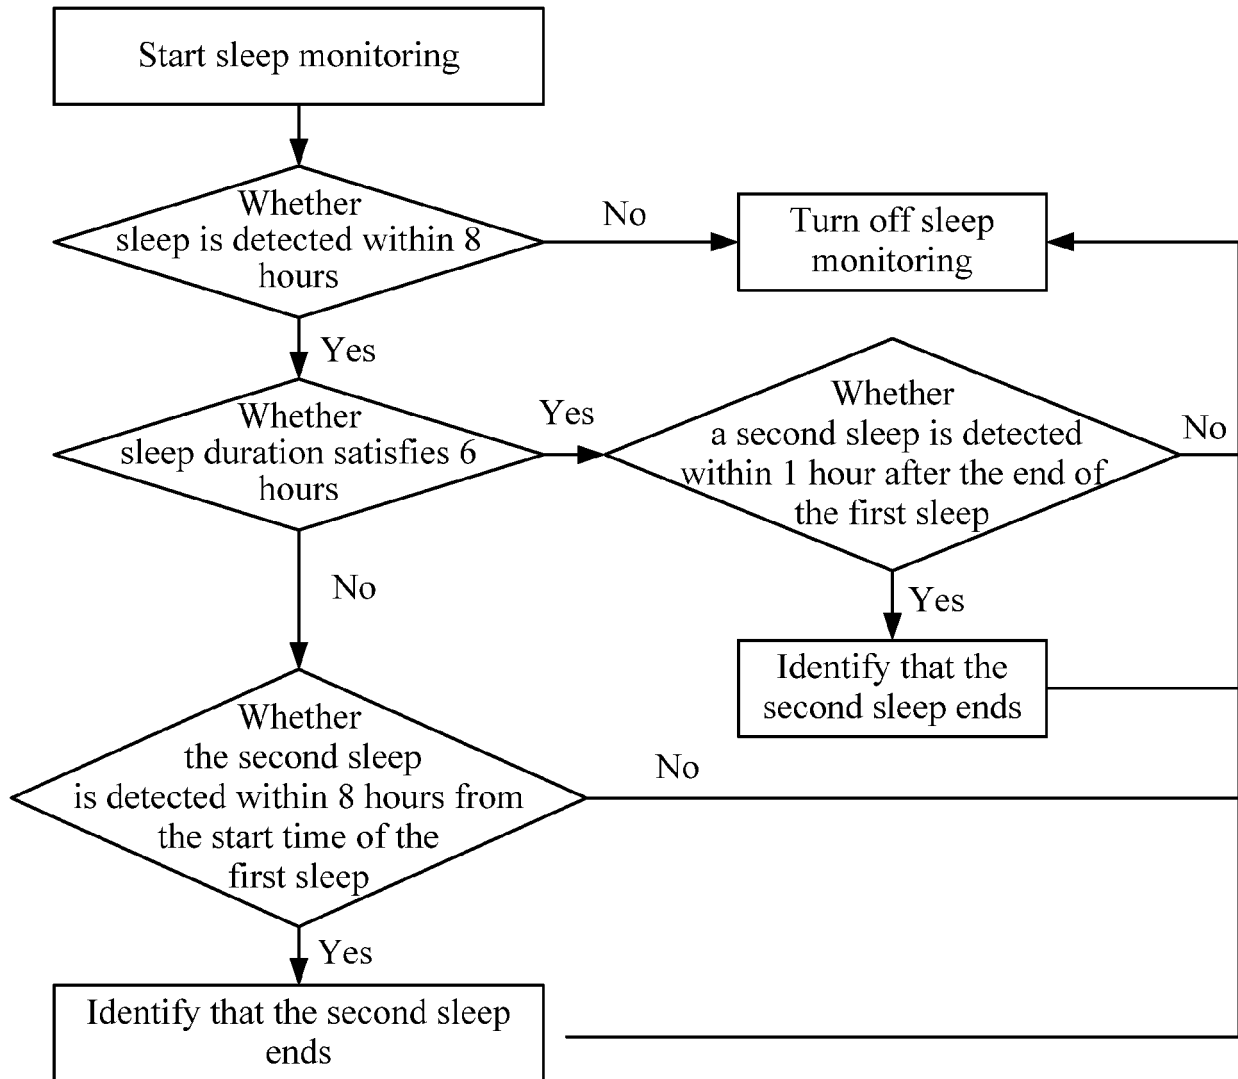 Start sleep monitoring
Whether
sleep is detected within 8
hours
No
Turn off sleep
monitoring
Yes
Whether
sleep duration satisfies 6
hours
Yes
Whether
a second sleep is detected
within 1 hour after the end of
the first sleep
No
No
Yes
Identify that the
second sleep ends
Whether
the second sleep
is detected within 8 hours from
the start time of the
first sleep
No
Yes
Identify that the second sleep
ends